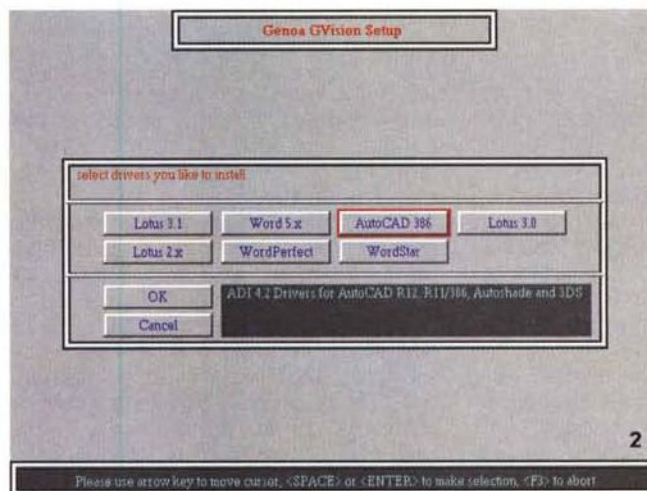 Genoa GVision Setup
select drivers you like to install
Lotus 3.1 Word 5.x AutoCAD 386 Lotus 3.0
Lotus 2.x WordPerfect WordStar
OK
Cancel
ADI 4.2 Drivers for AutoCAD R12, R11/386, Autoshade and 3DS
2
Please use arrow key to move cursor, <SPACE> or <ENTER> to make selection, <F3> to abort